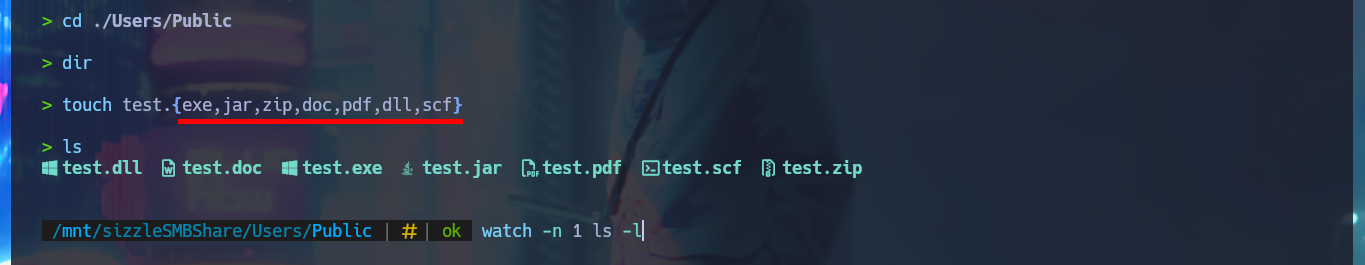 > cd ./Users/Public
> dir
> touch test.{exe,jar,zip,doc,pdf,dll,scf}
> ls
test.dll test.doc test.exe test.jar test.pdf test.scf test.zip
/mnt/sizzleSMBShare/Users/Public | # | ok watch -n 1 ls -l